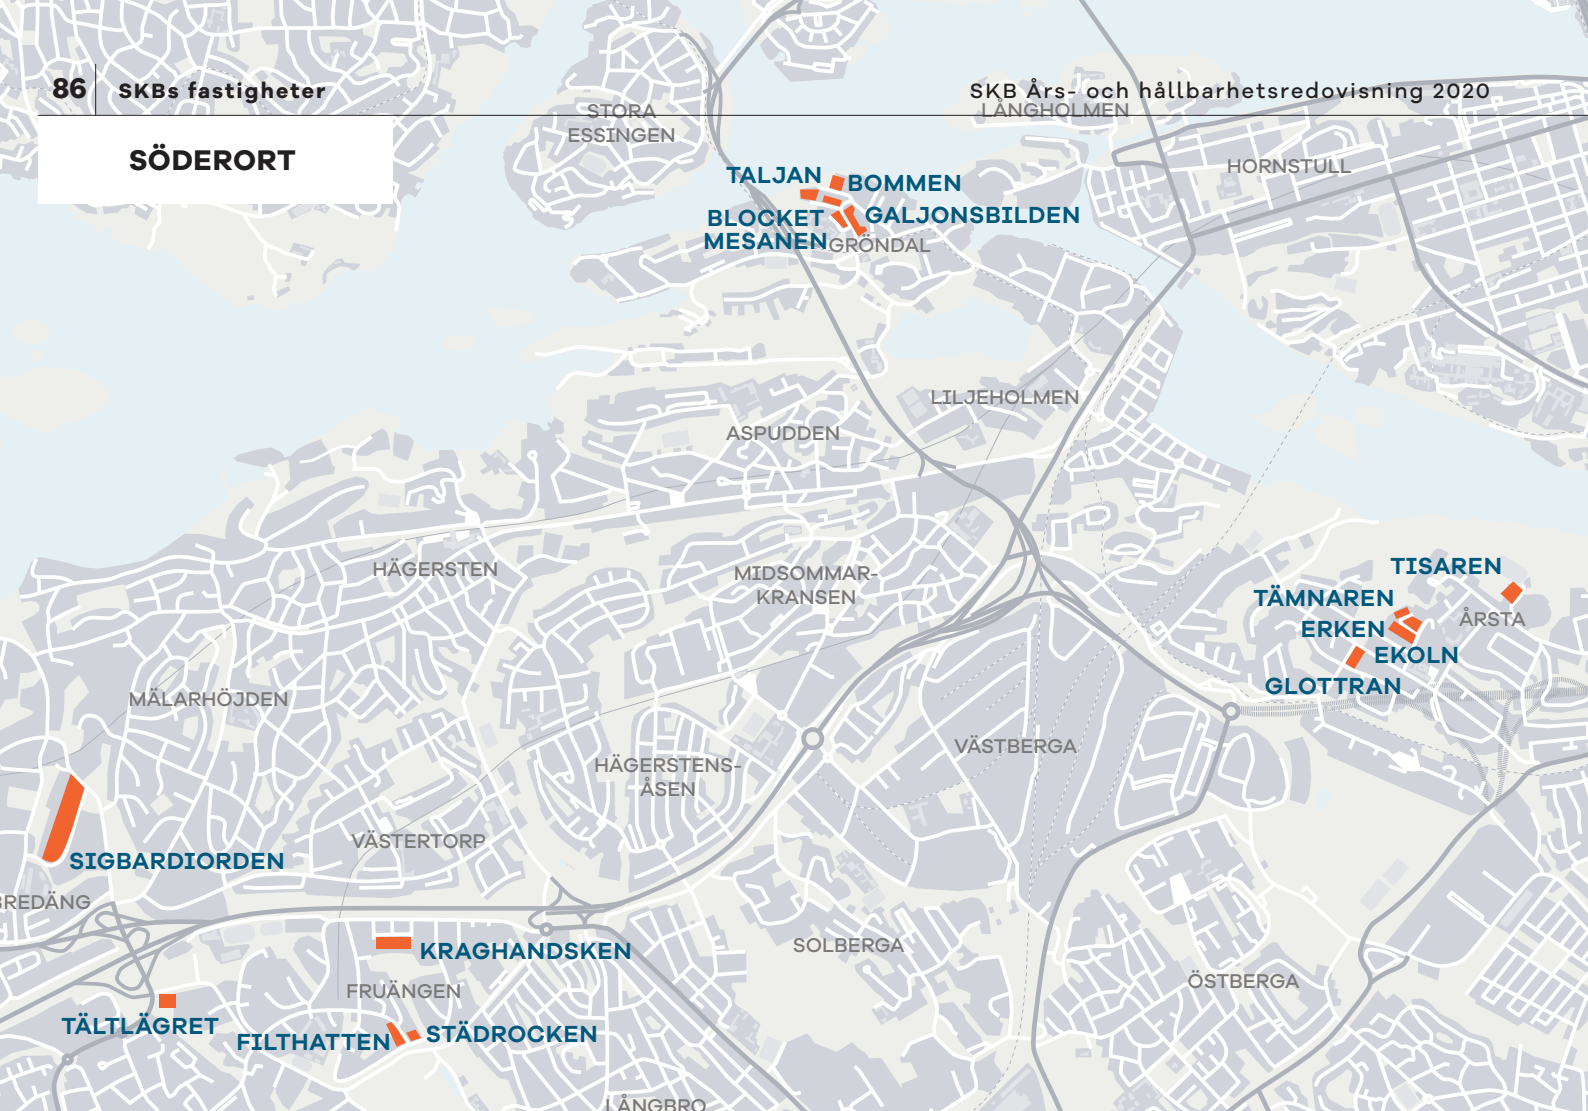 86 SKBs fastigheter
SKB Års- och hållbarhetsredovisning 2020
SÖDERORT
STORA
ESSINGEN
LÅNGHOLMEN
HORNSTULL
TALJAN
BOMMEN
BLOCKET
GALJONSBILDEN
MESANEN
GRÖNDAL
LILJEHOLMEN
ASPUDDEN
HÄGERSTEN
MIDSOMMAR-
KRANSEN
TISAREN
TÄMNAREN
ÅRSTA
ERKEN
EKOLN
GLOTTRAN
MÄLARHÖJDEN
VÄSTBERGA
HÄGERSTENS-
ÅSEN
VÄSTERTORP
SIGBARDIORDEN
BREDÄNG
KRAGHANDSKEN
SOLBERGA
ÖSTBERGA
FRUÄNGEN
TÄLTLÄGRET
FILTHATTEN
STÄDROCKEN
LÅNGBRO